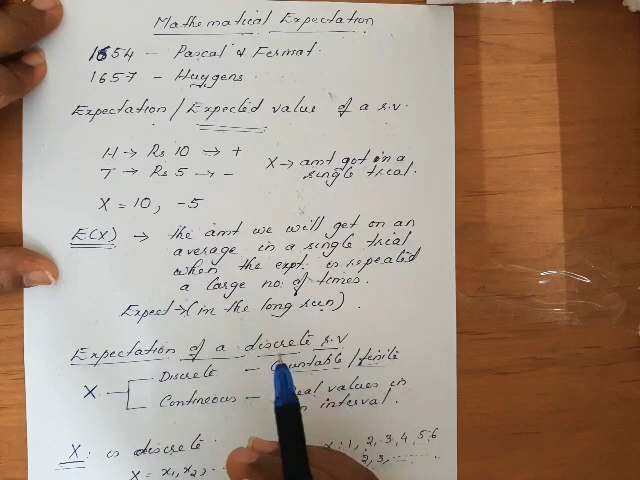 Mathematical Expectation
1654 - Pascal & Fermat.
1657 - Huygens.
Expectation / Expected value of a r.v.
H → Rs 10 → +
T → Rs 5 → -
X → amt got in a
single trial.
X = 10, -5
E(X) → the amt we will get on an
average in a single trial
when the expt. is repeated
a large no. of times.
Expect → (in the long run).
Expectation of a discrete r.v
X
Discrete - Countable / finite
Continuous - values in
interval.
X: is discrete.
X = x1, x2, ..
x: 1, 2, 3, 4, 5, 6
2, 3, ........